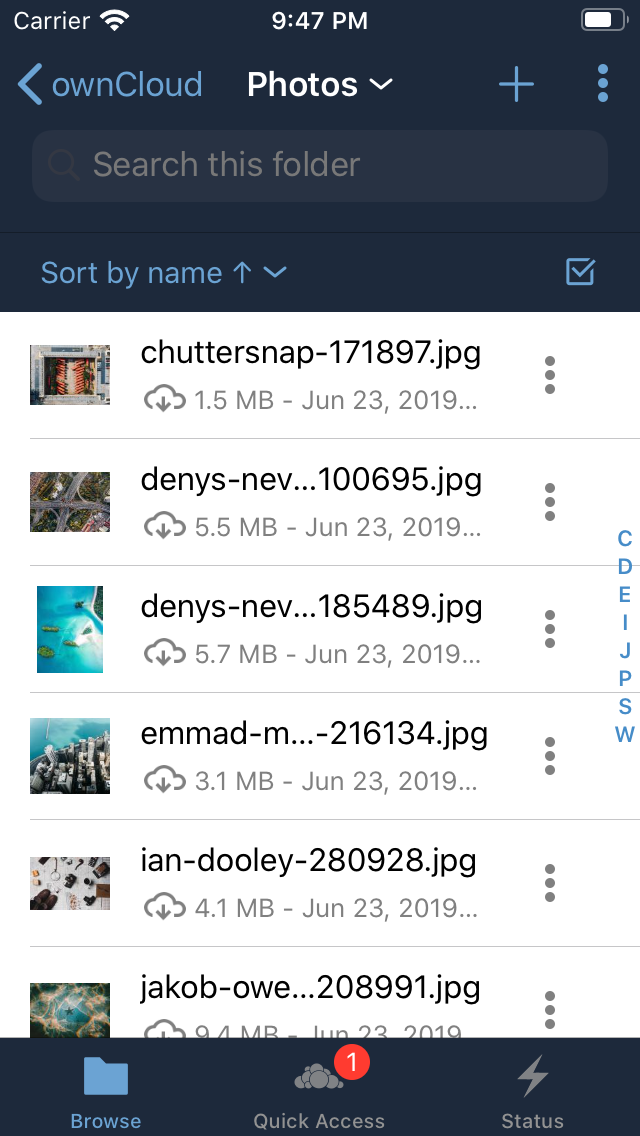 Carrier 9:47 PM
ownCloud Photos
Search this folder
Sort by name ↑
chuttersnap-171897.jpg
1.5 MB - Jun 23, 2019...
denys-nev...100695.jpg
5.5 MB - Jun 23, 2019...
denys-nev...185489.jpg
5.7 MB - Jun 23, 2019...
emmad-m...-216134.jpg
3.1 MB - Jun 23, 2019...
ian-dooley-280928.jpg
4.1 MB - Jun 23, 2019...
jakob-owe...208991.jpg
9.4 MB - Jun 23, 2019
C
D
E
I
J
P
S
W
1
Browse Quick Access Status